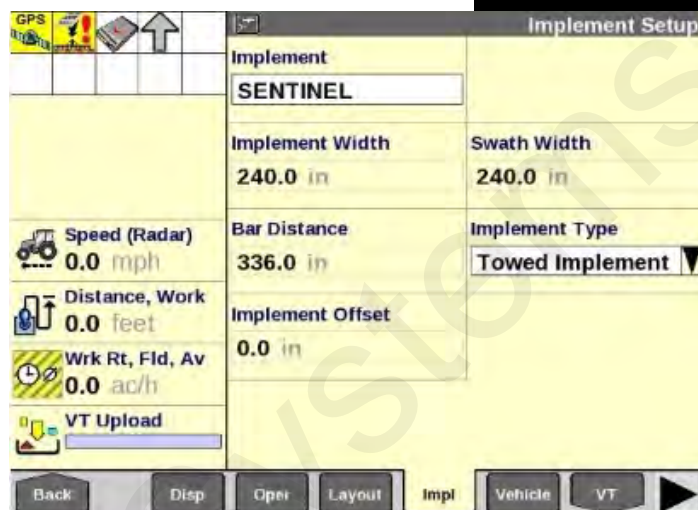 GPS
Implement Setup
Implement
SENTINEL
Implement Width
Swath Width
240.0 in
240.0 in
Bar Distance
Implement Type
336.0 in
Towed Implement
Implement Offset
0.0 in
Speed (Radar)
0.0 mph
Distance, Work
0.0 feet
Wrk Rt, Fld, Av
0.0 ac/h
VT Upload
Back
Disp
Oper
Layout
Impl
Vehicle
VT